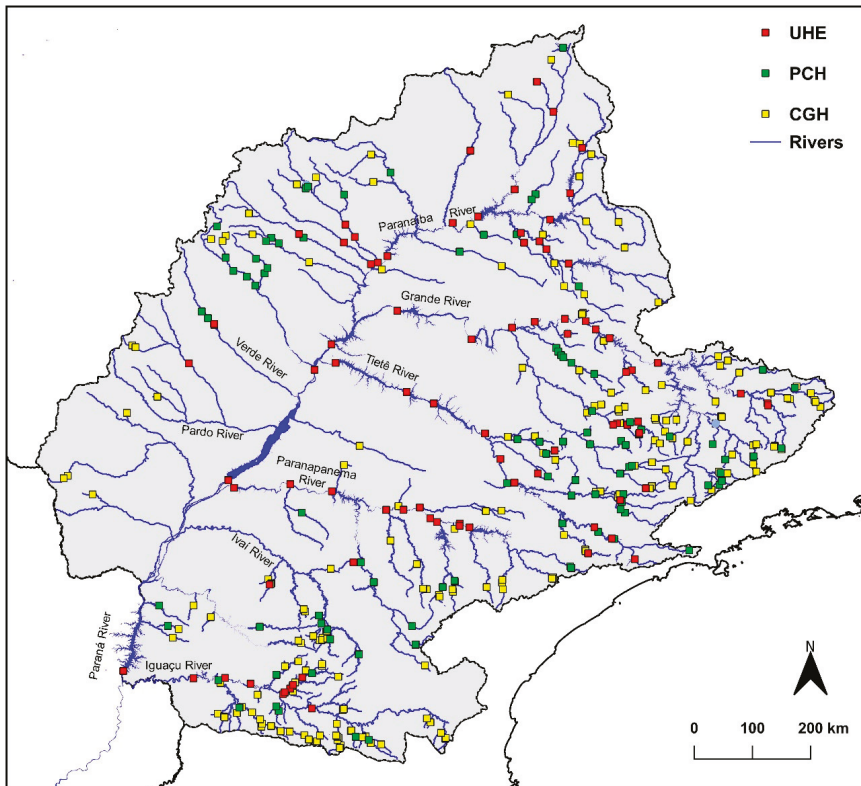 UHE
PCH
CGH
Rivers
Paranaíba River
Grande River
Verde River
Tietê River
Pardo River
Paranapanema
River
Ivaí River
Paraná River
Iguaçu River
N
0 100 200 km